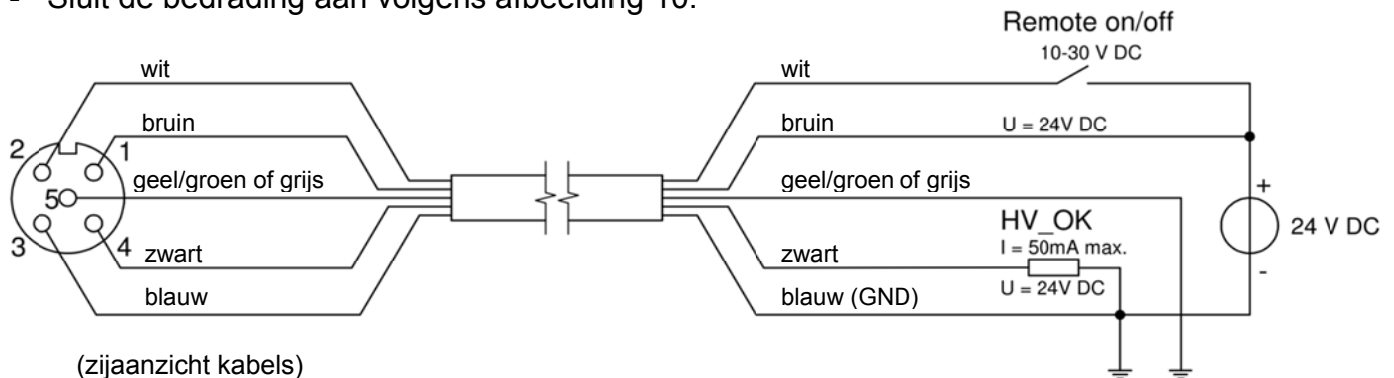 - Sluit de bedrading aan volgens afbeelding 10.
Remote on/off
10-30 V DC
wit
wit
bruin
bruin
U = 24V DC
2
1
geel/groen of grijs
geel/groen of grijs
5
+
HV_OK
24 V DC
3
4
I = 50mA max.
zwart
zwart
-
U = 24V DC
blauw
blauw (GND)
(zijaanzicht kabels)